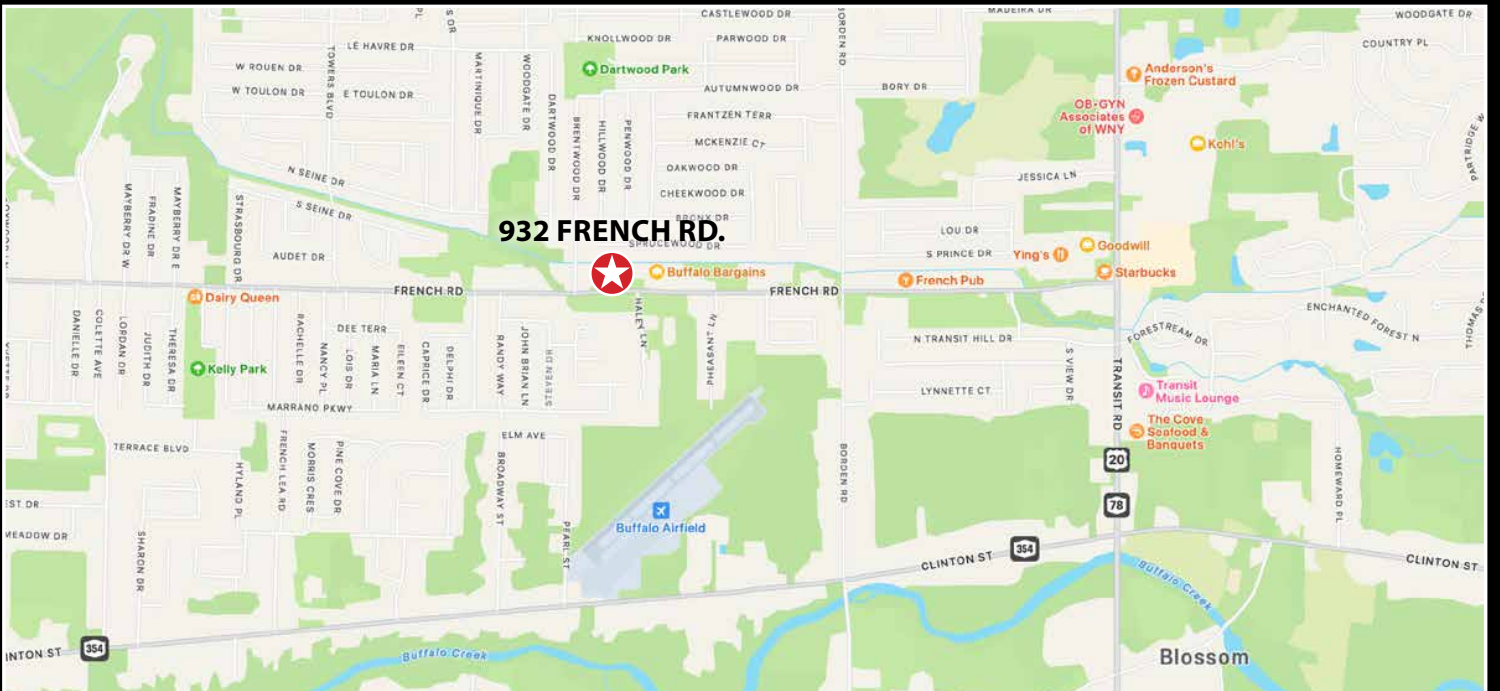 CASTLEWOOD DR
MADEIRA DR
WOODGATE DR
PL
S DR
KNOLLWOOD DR
PARWOOD DR
BORDEN RD
COUNTRY PL
LE HAVRE DR
W ROUEN DR
TOWERS BLVD
MARTINIQUE DR
WOODGATE DR
Dartwood Park
Anderson's
Frozen Custard
W TOULON DR
E TOULON DR
AUTUMNWOOD DR
BORY DR
DARTWOOD DR
BRENTWOOD DR
HILLWOOD DR
PENWOOD DR
FRANTZEN TERR
OB-GYN
Associates
of WNY
MCKENZIE CT
Kohl's
PARTRIDGE W
OAKWOOD DR
N SEINE DR
JESSICA LN
CHEEKWOOD DR
MAYBERRY DR W
FRADINE DR
MAYBERRY DR E
STRASBOURG DR
S SEINE DR
BRONX DR
932 FRENCH RD.
SPRUCEWOOD DR
LOU DR
AUDET DR
S PRINCE DR
Ying's
Goodwill
Buffalo Bargains
Starbucks
French Pub
FRENCH RD
FRENCH RD
Dairy Queen
HALEY LN
PHEASANT LN
ENCHANTED FOREST N
THOMAS
DANIELLE DR
COLETTE AVE
LORDAN DR
JUDITH DR
THERESA DR
RACHELLE DR
NANCY PL
DEE TERR
LOIS DR
MARIA LN
EILEEN CT
CAPRICE DR
DELPHI DR
RANDY WAY
JOHN BRIAN LN
STEVEN DR
N TRANSIT HILL DR
FORESTREAM DR
S VIEW DR
TRANSIT RD
Kelly Park
LYNNETTE CT
Transit
Music Lounge
MARRANO PKWY
The Cove
Seafood &
Banquets
TERRACE BLVD
ELM AVE
FRENCH LEA RD
MORRIS CRES
PINE COVE DR
HYLAND PL
BROADWAY ST
BORDEN RD
HOMEWARD PL
20
78
EST DR
MEADOW DR
SHARON DR
PEARL ST
Buffalo Airfield
CLINTON ST
354
CLINTON ST
Buffalo Creek
INTON ST
354
Buffalo Creek
Blossom